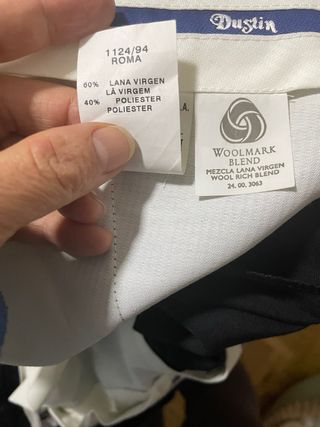 Dustin
1124/94
ROMA
60% LANA VIRGEN
LÃ VIRGEM
40% POLIESTER
POLIESTER
.A.
WOOLMARK
BLEND
MEZCLA LANA VIRGEN
WOOL RICH BLEND
24. 00. 3063